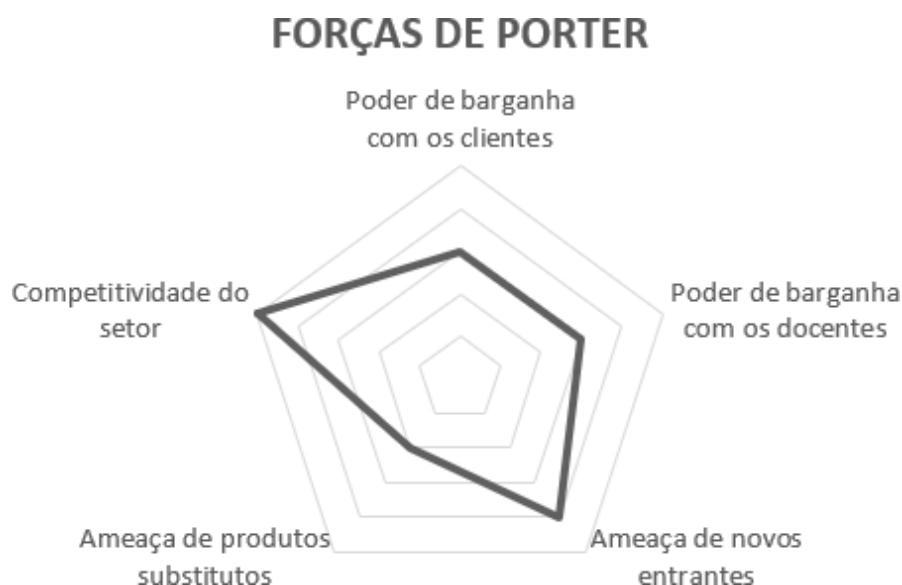 FORÇAS DE PORTER
Poder de barganha
com os clientes
Competitividade do
setor
Poder de barganha
com os docentes
Ameaça de produtos
substitutos
Ameaça de novos
entrantes